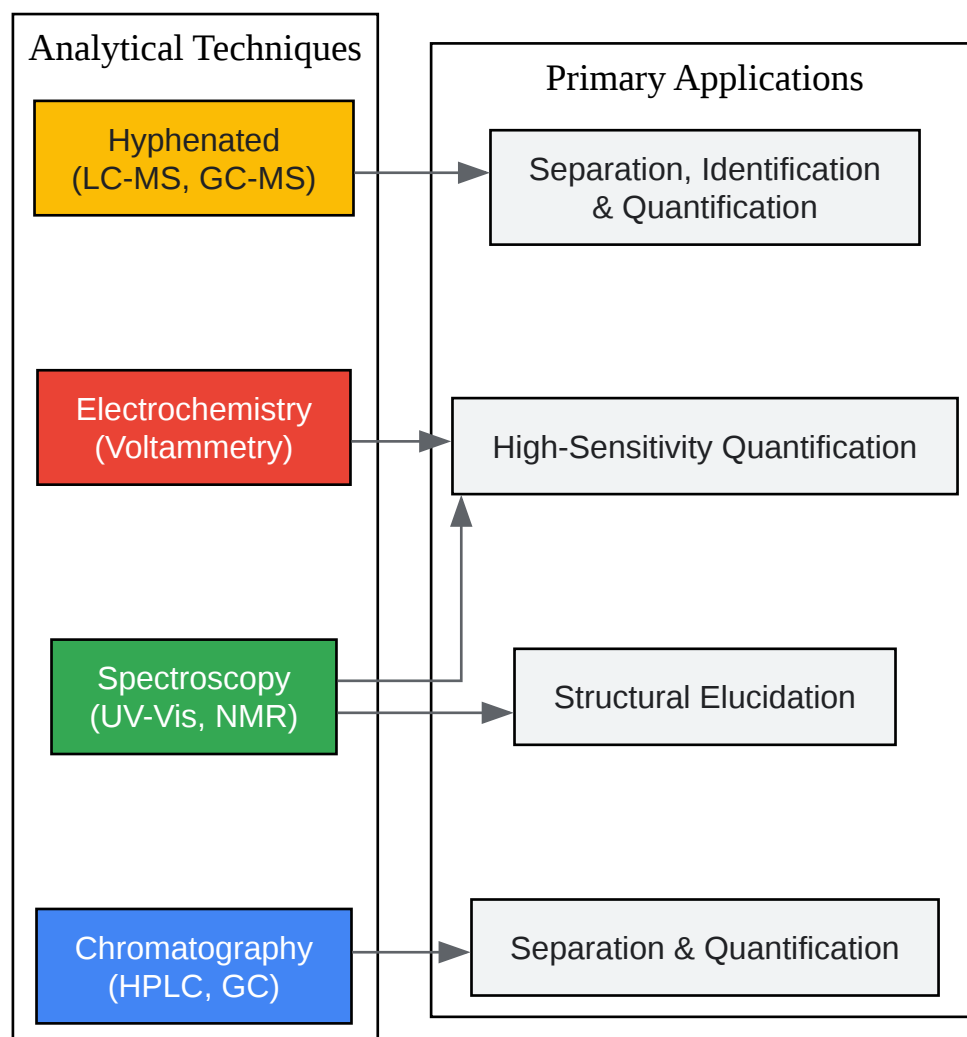 Analytical Techniques
Primary Applications
Hyphenated
(LC-MS, GC-MS)
Separation, Identification
& Quantification
Electrochemistry
(Voltammetry)
High-Sensitivity Quantification
Spectroscopy
(UV-Vis, NMR)
Structural Elucidation
Chromatography
(HPLC, GC)
Separation & Quantification